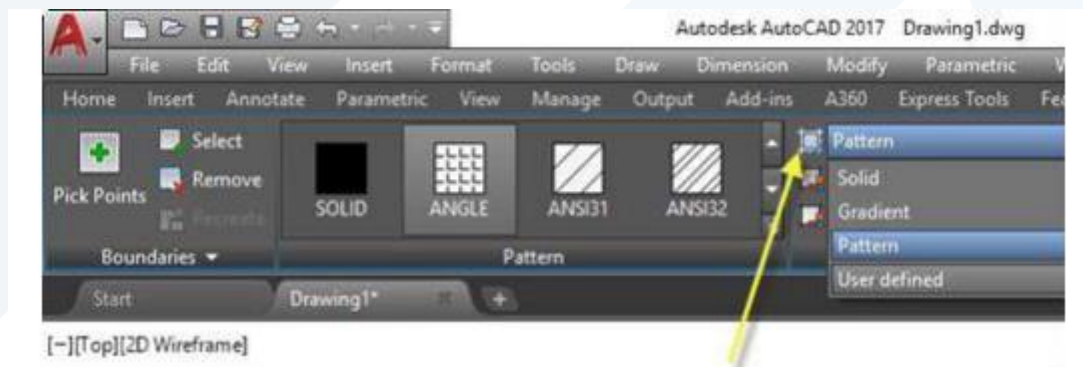 Autodesk AutoCAD 2017 Drawing1.dwg
File Edit View Insert Format Tools Draw Dimension Modify Parametric
Home Insert Annotate Parametric View Manage Output Add-ins A360 Express Tools
Pick Points
Select
Remove
Recreate
Boundaries
SOLID ANGLE ANSI31 ANSI32
Pattern
Pattern
Solid
Gradient
Pattern
User defined
Start Drawing1*
[-][Top][2D Wireframe]